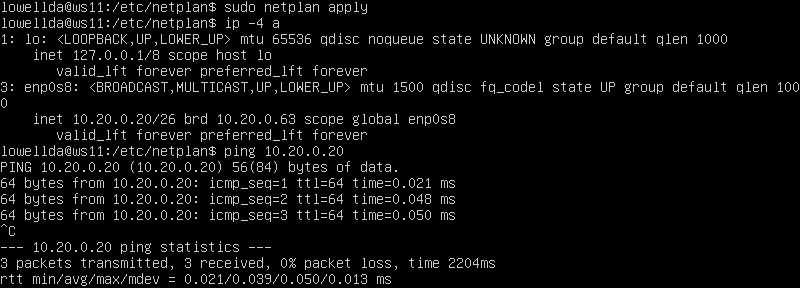 lowellda@ws11:/etc/netplan$ sudo netplan apply
lowellda@ws11:/etc/netplan$ ip -4 a
1: lo: <LOOPBACK,UP,LOWER_UP> mtu 65536 qdisc noqueue state UNKNOWN group default qlen 1000
    inet 127.0.0.1/8 scope host lo
       valid_lft forever preferred_lft forever
3: enp0s8: <BROADCAST,MULTICAST,UP,LOWER_UP> mtu 1500 qdisc fq_codel state UP group default qlen 100
0
    inet 10.20.0.20/26 brd 10.20.0.63 scope global enp0s8
       valid_lft forever preferred_lft forever
lowellda@ws11:/etc/netplan$ ping 10.20.0.20
PING 10.20.0.20 (10.20.0.20) 56(84) bytes of data.
64 bytes from 10.20.0.20: icmp_seq=1 ttl=64 time=0.021 ms
64 bytes from 10.20.0.20: icmp_seq=2 ttl=64 time=0.048 ms
64 bytes from 10.20.0.20: icmp_seq=3 ttl=64 time=0.050 ms
^C
--- 10.20.0.20 ping statistics ---
3 packets transmitted, 3 received, 0% packet loss, time 2204ms
rtt min/avg/max/mdev = 0.021/0.039/0.050/0.013 ms